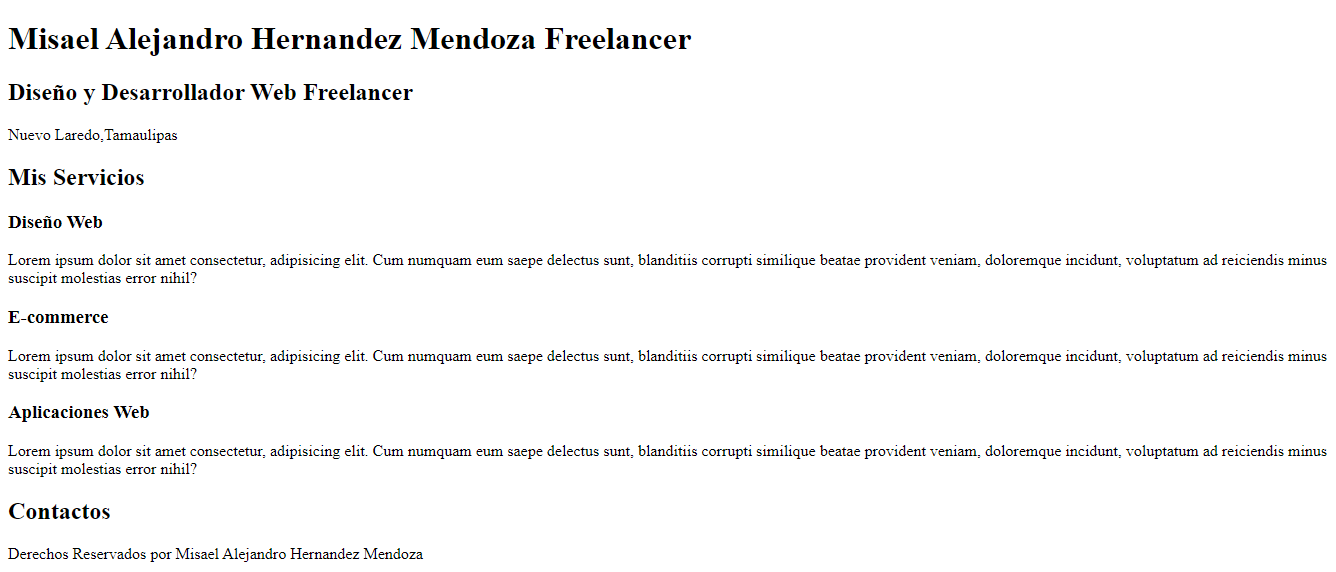 Misael Alejandro Hernandez Mendoza Freelancer
Diseño y Desarrollador Web Freelancer
Nuevo Laredo,Tamaulipas
Mis Servicios
Diseño Web
Lorem ipsum dolor sit amet consectetur, adipisicing elit. Cum numquam eum saepe delectus sunt, blanditiis corrupti similique beatae provident veniam, doloremque incidunt, voluptatum ad reiciendis minus
suscipit molestias error nihil?
E-commerce
Lorem ipsum dolor sit amet consectetur, adipisicing elit. Cum numquam eum saepe delectus sunt, blanditiis corrupti similique beatae provident veniam, doloremque incidunt, voluptatum ad reiciendis minus
suscipit molestias error nihil?
Aplicaciones Web
Lorem ipsum dolor sit amet consectetur, adipisicing elit. Cum numquam eum saepe delectus sunt, blanditiis corrupti similique beatae provident veniam, doloremque incidunt, voluptatum ad reiciendis minus
suscipit molestias error nihil?
Contactos
Derechos Reservados por Misael Alejandro Hernandez Mendoza